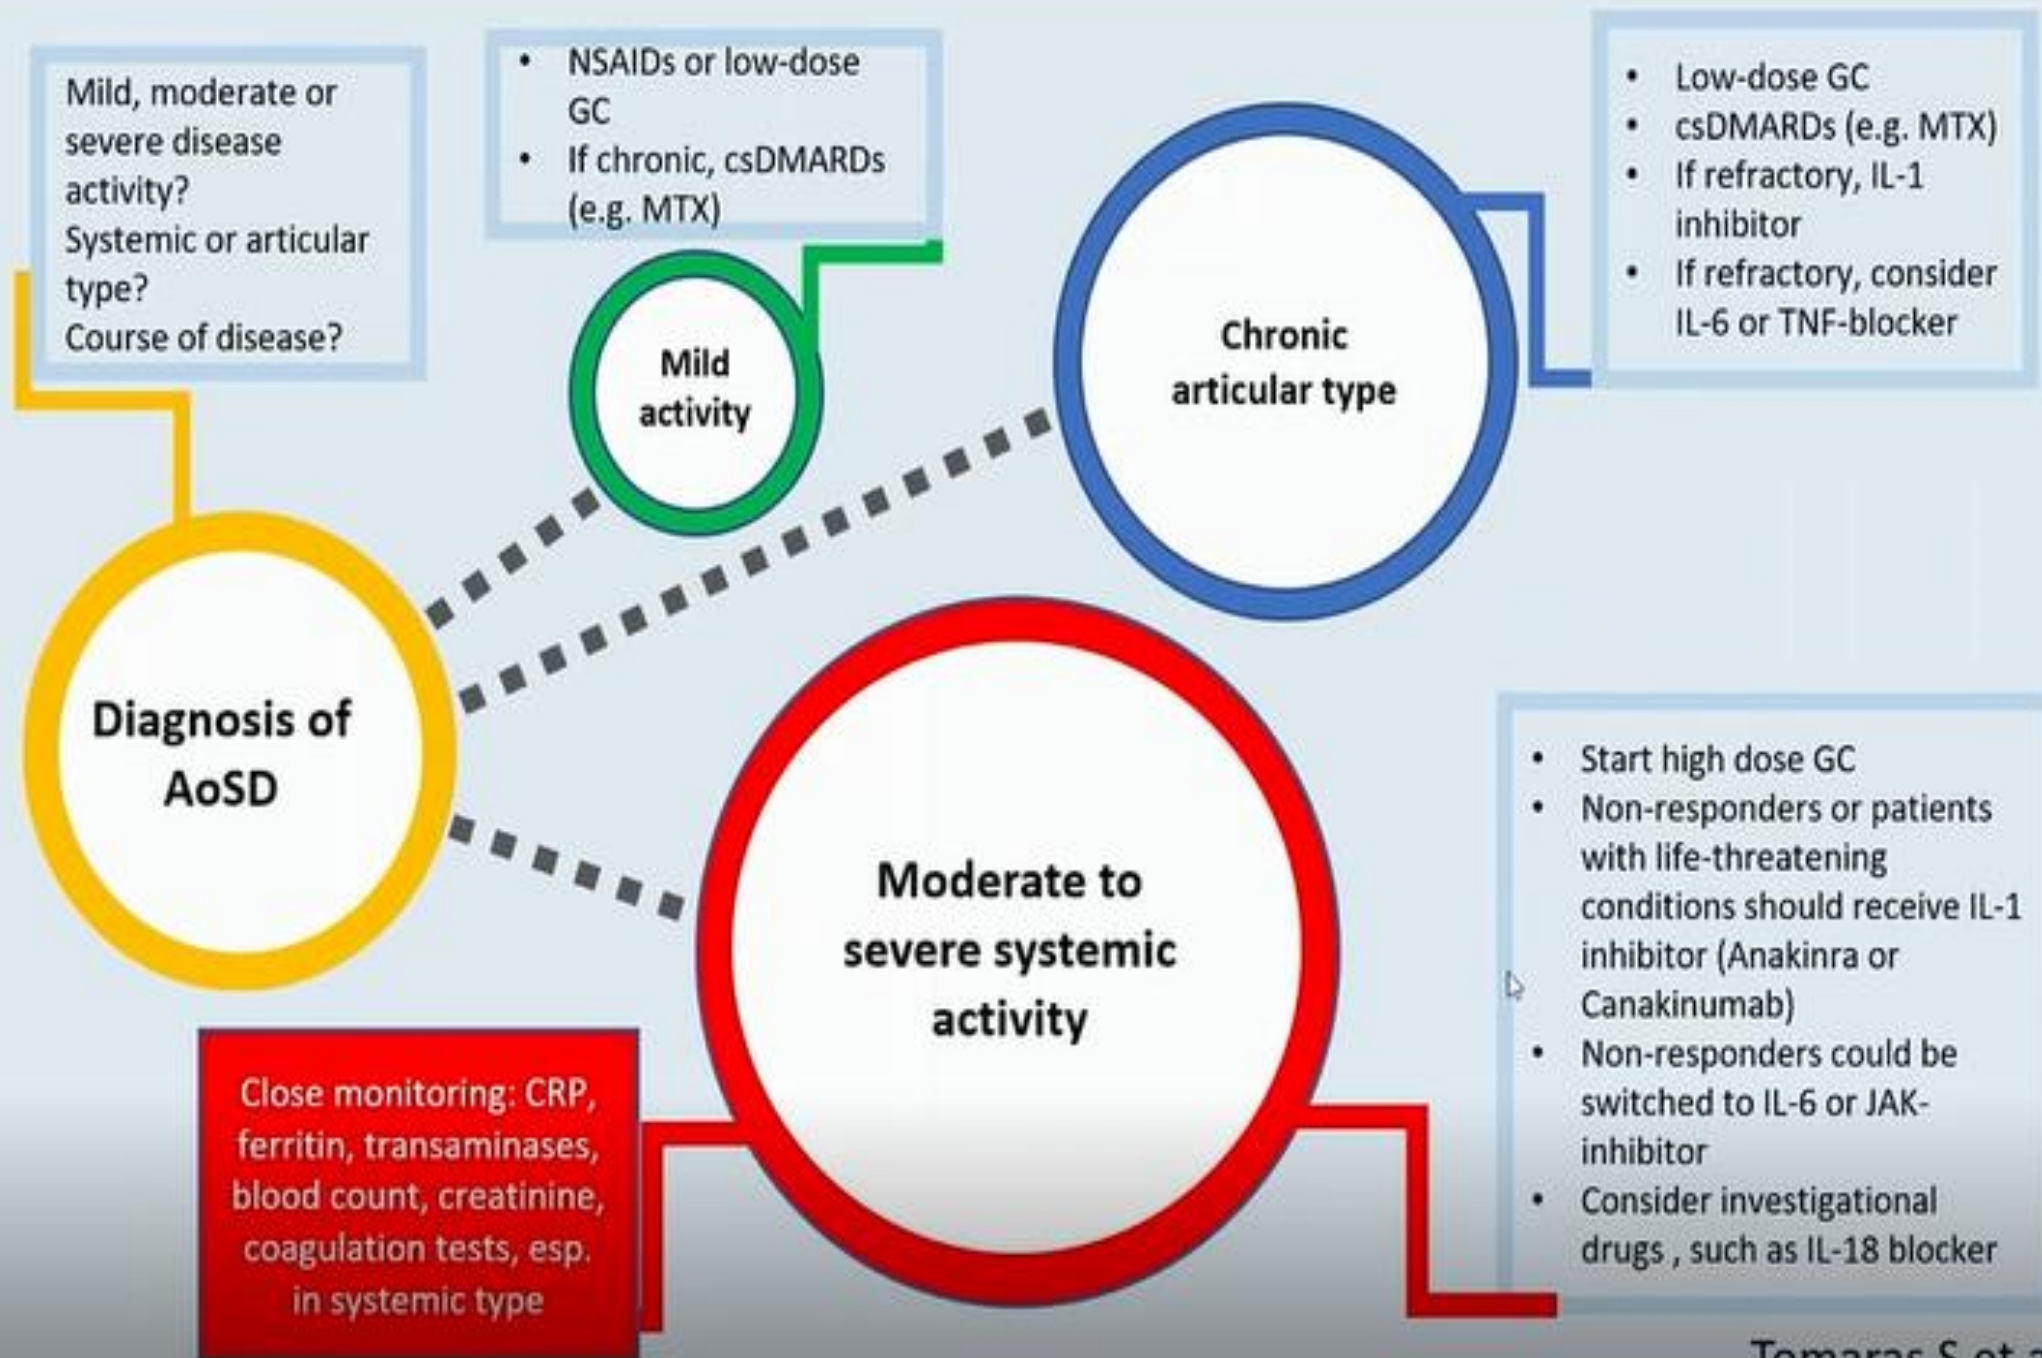 Mild, moderate or
severe disease
activity?
Systemic or articular
type?
Course of disease?
• NSAIDs or low-dose
GC
• If chronic, csDMARDs
(e.g. MTX)
• Low-dose GC
• csDMARDs (e.g. MTX)
• If refractory, IL-1
inhibitor
• If refractory, consider
IL-6 or TNF-blocker
Mild
activity
Chronic
articular type
Diagnosis of
AoSD
Moderate to
severe systemic
activity
• Start high dose GC
• Non-responders or patients
with life-threatening
conditions should receive IL-1
inhibitor (Anakinra or
Canakinumab)
• Non-responders could be
switched to IL-6 or JAK-
inhibitor
• Consider investigational
drugs , such as IL-18 blocker
Close monitoring: CRP,
ferritin, transaminases,
blood count, creatinine,
coagulation tests, esp.
in systemic type
Tomaras S et